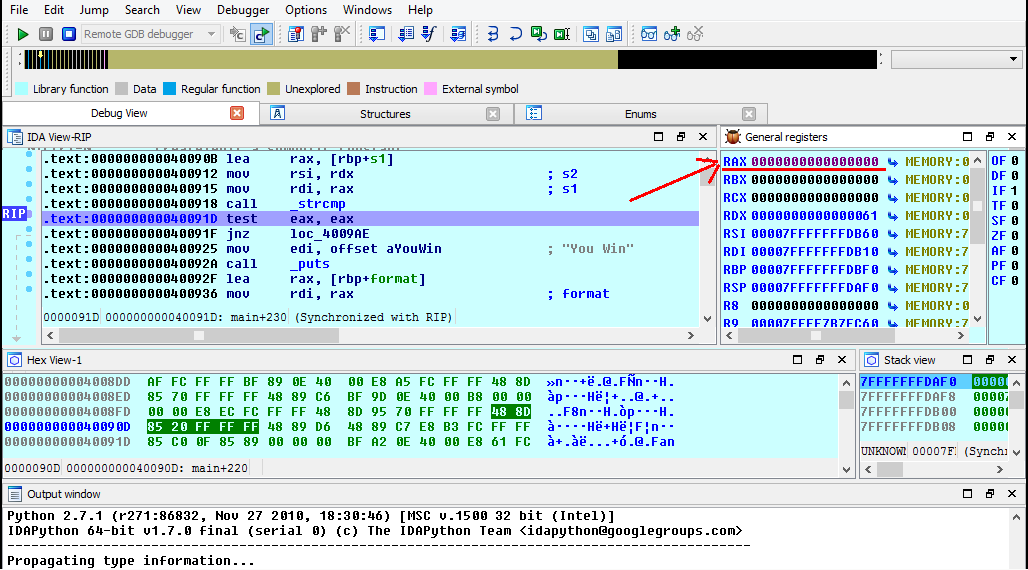 File Edit Jump Search View Debugger Options Windows Help
Remote GDB debugger
Library function Data Regular function Unexplored Instruction External symbol
Debug View Structures Enums
IDA View-RIP
.text:000000000040090B lea rax, [rbp+s1]
.text:0000000000400912 mov rsi, rdx ; s2
.text:0000000000400915 mov rdi, rax ; s1
.text:0000000000400918 call _strcmp
RIP .text:000000000040091D test eax, eax
.text:000000000040091F jnz loc_4009AE
.text:0000000000400925 mov edi, offset aYouWin ; "You Win"
.text:000000000040092A call _puts
.text:000000000040092F lea rax, [rbp+format]
.text:0000000000400936 mov rdi, rax ; format
0000091D 000000000040091D: main+230 (Synchronized with RIP)
General registers
RAX 0000000000000000 MEMORY:0 OF 0
RBX 0000000000000000 MEMORY:0 DF 0
RCX 0000000000000000 MEMORY:0 IF 1
RDX 0000000000000061 MEMORY:0 TF 0
RSI 00007FFFFFFFDB60 MEMORY:7 SF 0
RDI 00007FFFFFFFDB10 MEMORY:7 ZF 0
RBP 00007FFFFFFFDBF0 MEMORY:7 AF 0
RSP 00007FFFFFFFDAF0 MEMORY:7 PF 0
R8 0000000000000000 MEMORY:0 CF 0
R9 00007FFFF7B7FC60 MEMORY:7
Hex View-1
00000000004008DD AF FC FF FF BF 89 0E 40 00 E8 A5 FC FF FF 48 8D »n··+ë.@.FÑn··H.
00000000004008ED 85 70 FF FF FF 48 89 C6 BF 9D 0E 40 00 B8 00 00 àp···Hë¦+..@.+..
00000000004008FD 00 00 E8 EC FC FF FF 48 8D 95 70 FF FF FF 48 8D ..F8n··H.òp···H.
000000000040090D 85 20 FF FF FF 48 89 D6 48 89 C7 E8 B3 FC FF FF à····Hë+Hë¦F¦n··
000000000040091D 85 C0 0F 85 89 00 00 00 BF A2 0E 40 00 E8 61 FC à+.àë...+ó.@.Fan
0000090D 000000000040090D: main+220
Stack view
7FFFFFFFDAF0 0000
7FFFFFFFDAF8
7FFFFFFFDB00 0000
7FFFFFFFDB08 0000
UNKNOWN 00007F (Synchr
Output window
Python 2.7.1 (r271:86832, Nov 27 2010, 18:30:46) [MSC v.1500 32 bit (Intel)]
IDAPython 64-bit v1.7.0 final (serial 0) (c) The IDAPython Team <idapython@googlegroups.com>
Propagating type information...